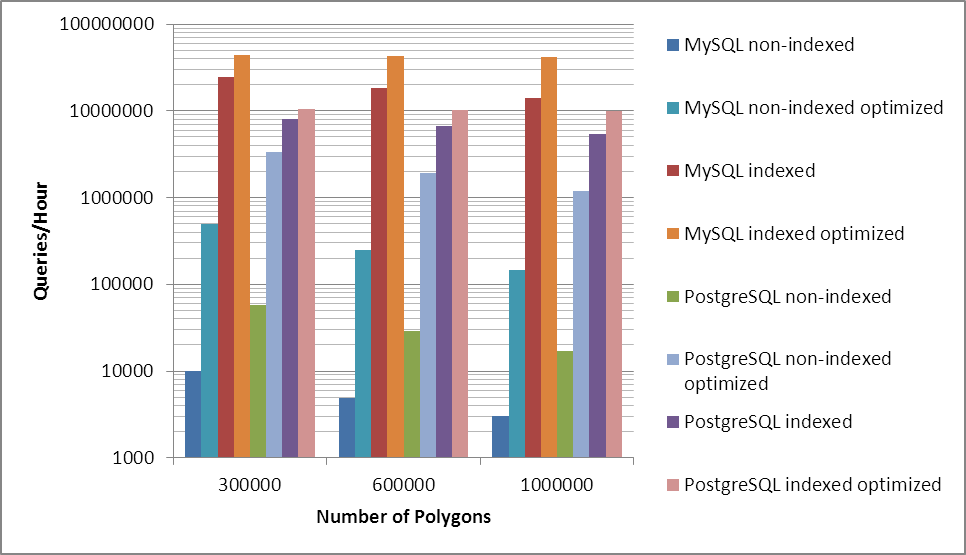 100000000
10000000
1000000
100000
10000
1000
Queries/Hour
300000
600000
1000000
Number of Polygons
MySQL non-indexed
MySQL non-indexed optimized
MySQL indexed
MySQL indexed optimized
PostgreSQL non-indexed
PostgreSQL non-indexed
optimized
PostgreSQL indexed
PostgreSQL indexed optimized